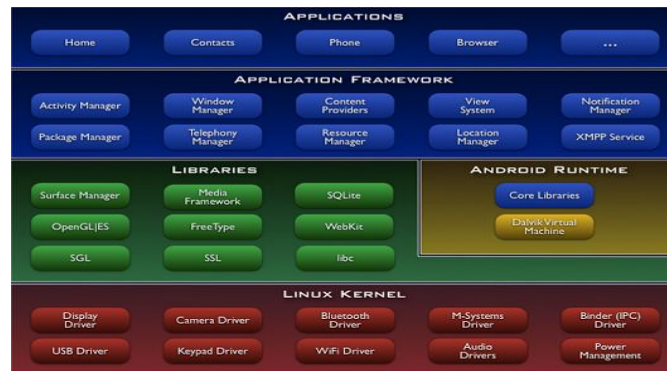 APPLICATIONS
Home Contacts Phone Browser ...
APPLICATION FRAMEWORK
Activity Manager Window Manager Content Providers View System Notification Manager
Package Manager Telephony Manager Resource Manager Location Manager XMPP Service
LIBRARIES
Surface Manager Media Framework SQLite
OpenGL|ES FreeType WebKit
SGL SSL libc
ANDROID RUNTIME
Core Libraries
Dalvik Virtual Machine
LINUX KERNEL
Display Driver Camera Driver Bluetooth Driver M-Systems Driver Binder (IPC) Driver
USB Driver Keypad Driver WiFi Driver Audio Drivers Power Management